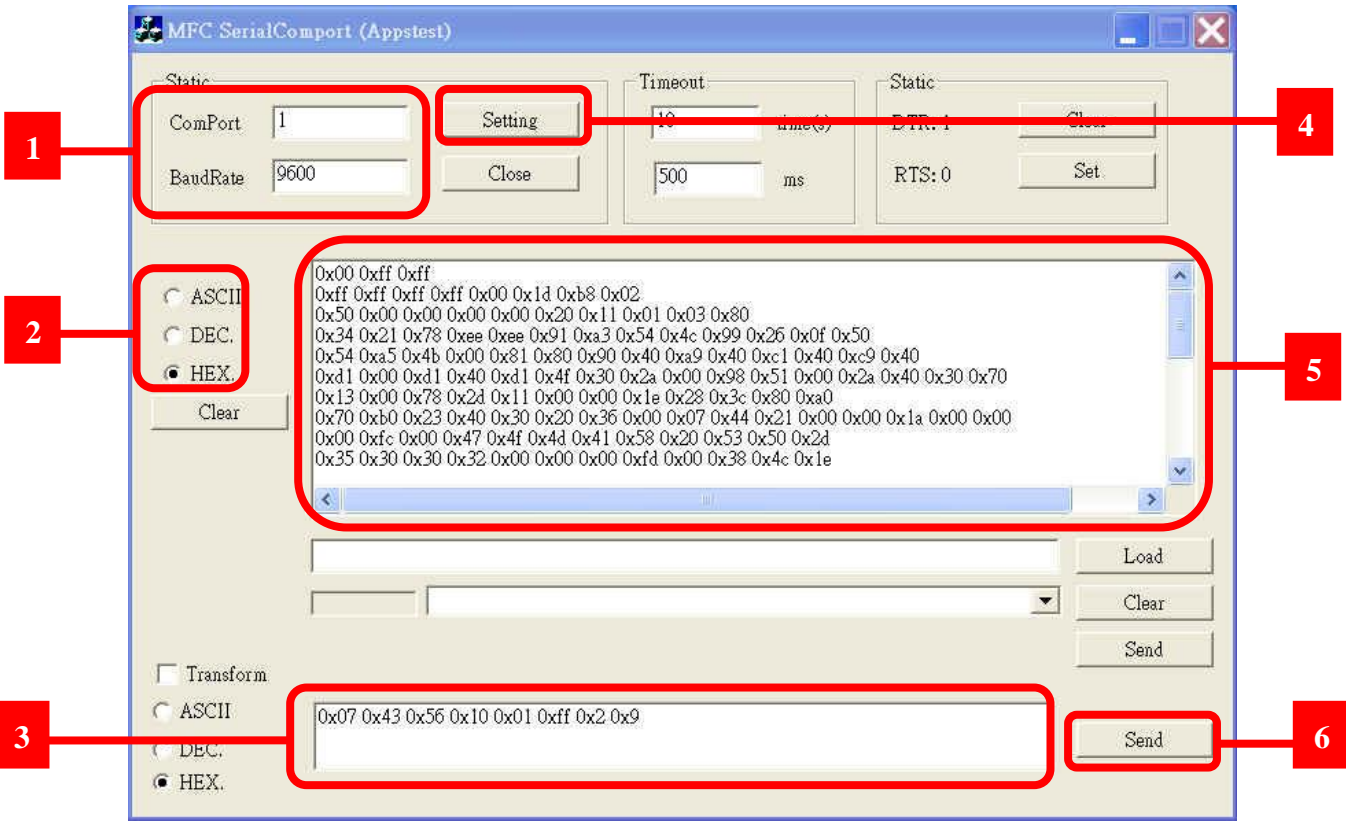 MFC SerialComport (Appstest)
Static
Timeout
Static
1
ComPort
1
Setting
10
time(s)
DTR: 1
Clear
4
BaudRate
9600
Close
500
ms
RTS: 0
Set
2
ASCII
DEC.
HEX.
Clear
0x00 0xff 0xff
0xff 0xff 0xff 0xff 0x00 0x1d 0xb8 0x02
0x50 0x00 0x00 0x00 0x00 0x20 0x11 0x01 0x03 0x80
0x34 0x21 0x78 0xee 0xee 0x91 0xa3 0x54 0x4c 0x99 0x26 0x0f 0x50
0x54 0xa5 0x4b 0x00 0x81 0x80 0x90 0x40 0xa9 0x40 0xc1 0x40 0xc9 0x40
0xd1 0x00 0xd1 0x40 0xd1 0x4f 0x30 0x2a 0x00 0x98 0x51 0x00 0x2a 0x40 0x30 0x70
0x13 0x00 0x78 0x2d 0x11 0x00 0x00 0x1e 0x28 0x3c 0x80 0xa0
0x70 0xb0 0x23 0x40 0x30 0x20 0x36 0x00 0x07 0x44 0x21 0x00 0x00 0x1a 0x00 0x00
0x00 0xfc 0x00 0x47 0x4f 0x4d 0x41 0x58 0x20 0x53 0x50 0x2d
0x35 0x30 0x30 0x32 0x00 0x00 0x00 0xfd 0x00 0x38 0x4c 0x1e
5
Load
Clear
Send
Transform
3
ASCII
DEC.
HEX.
0x07 0x43 0x56 0x10 0x01 0xff 0x2 0x9
Send
6